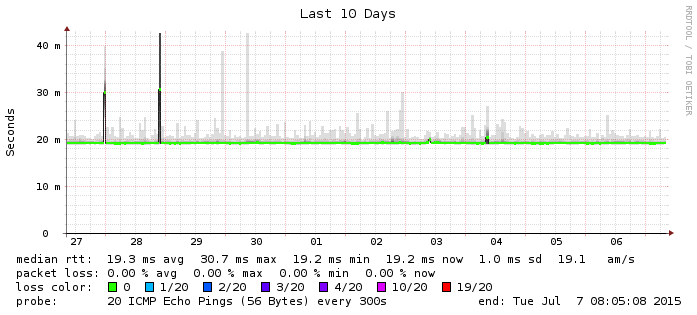 Last 10 Days
RRDTOOL / TOBI OETIKER
Seconds
40 m
30 m
20 m
10 m
0
27 28 29 30 01 02 03 04 05 06
median rtt: 19.3 ms avg 30.7 ms max 19.2 ms min 19.2 ms now 1.0 ms sd 19.1 am/s
packet loss: 0.00 % avg 0.00 % max 0.00 % min 0.00 % now
loss color: 0 1/20 2/20 3/20 4/20 10/20 19/20
probe: 20 ICMP Echo Pings (56 Bytes) every 300s end: Tue Jul 7 08:05:08 2015